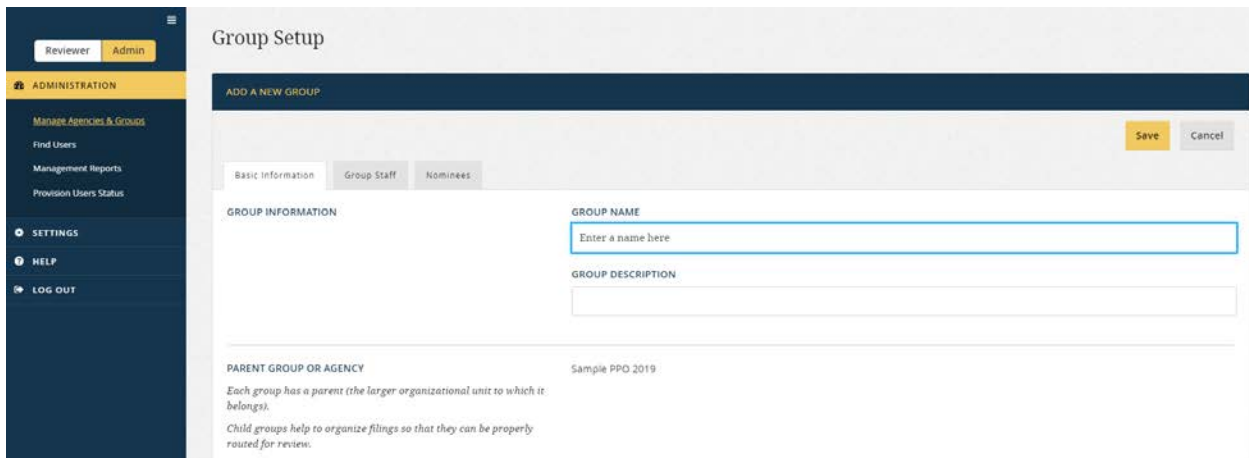 Reviewer Admin
ADMINISTRATION
Manage Agencies & Groups
Find Users
Management Reports
Provision Users Status
SETTINGS
HELP
LOG OUT
Group Setup
ADD A NEW GROUP
Save Cancel
Basic Information Group Staff Nominees
GROUP INFORMATION
GROUP NAME
Enter a name here
GROUP DESCRIPTION
PARENT GROUP OR AGENCY
Each group has a parent (the larger organizational unit to which it
belongs).
Child groups help to organize filings so that they can be properly
routed for review.
Sample PPO 2019